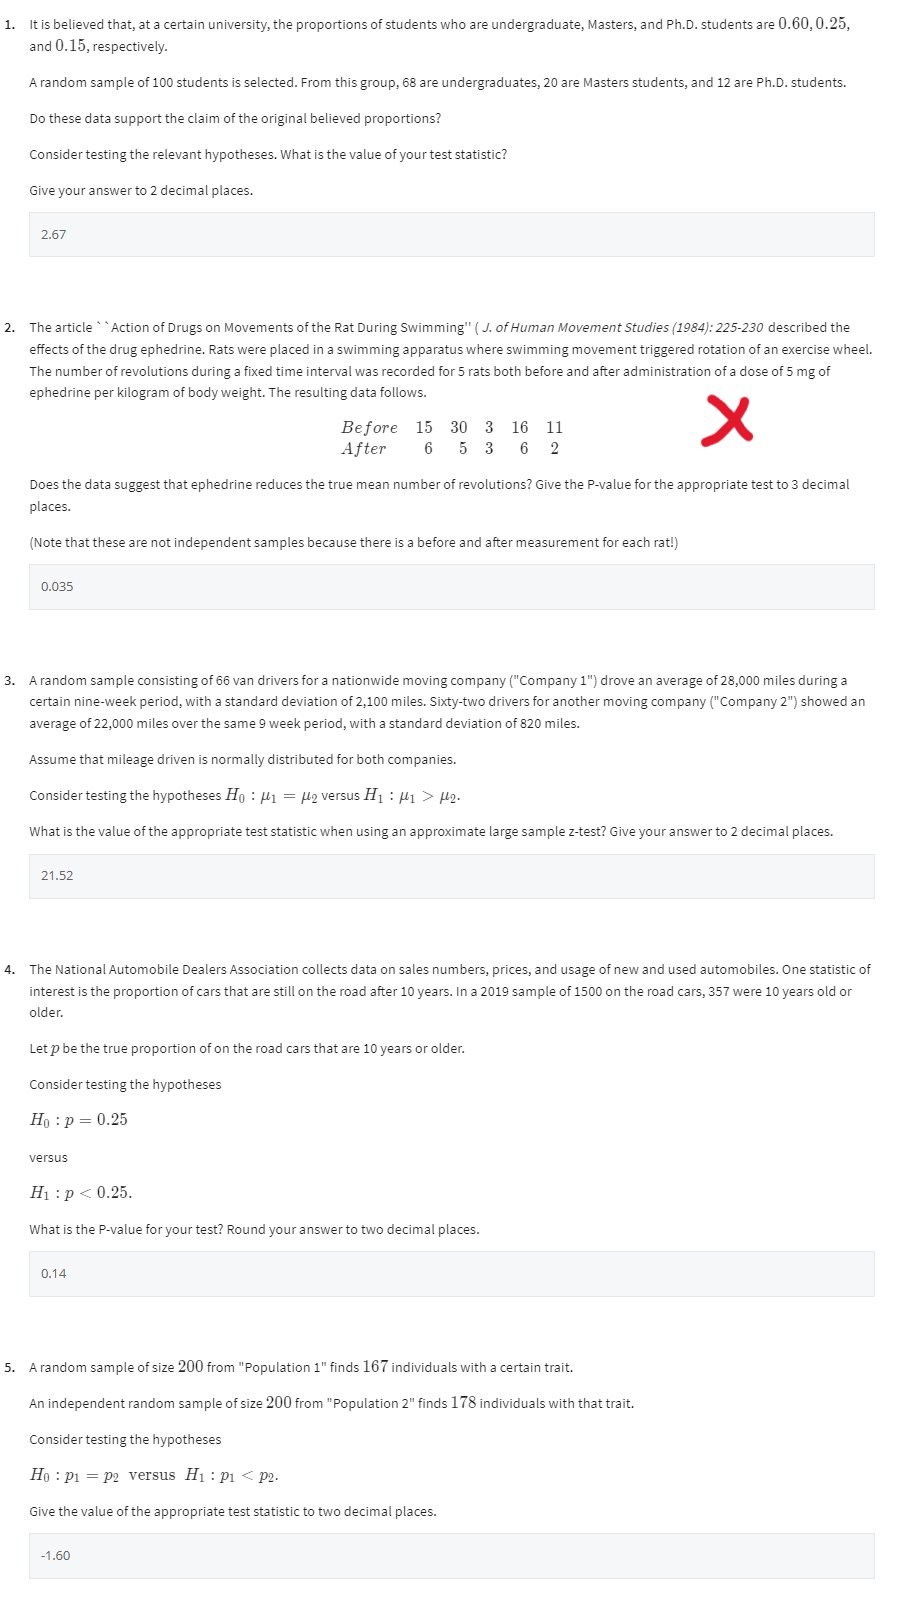 1. It is believed that, at a certain university, the proportions of students who are undergraduate, Masters, and Ph.D. students are 0.60, 0.25,
and 0.15, respectively.
A random sample of 100 students is selected. From this group, 68 are undergraduates, 20 are Masters students, and 12 are Ph.D. students.
Do these data support the claim of the original believed proportions?
Consider testing the relevant hypotheses. What is the value of your test statistic?
Give your answer to 2 decimal places.
2.67
2. The article ``Action of Drugs on Movements of the Rat During Swimming'' ( J. of Human Movement Studies (1984): 225-230 described the
effects of the drug ephedrine. Rats were placed in a swimming apparatus where swimming movement triggered rotation of an exercise wheel.
The number of revolutions during a fixed time interval was recorded for 5 rats both before and after administration of a dose of 5 mg of
ephedrine per kilogram of body weight. The resulting data follows.
Before 15 30 3 16 11
After 6 5 3 6 2
Does the data suggest that ephedrine reduces the true mean number of revolutions? Give the P-value for the appropriate test to 3 decimal
places.
(Note that these are not independent samples because there is a before and after measurement for each rat!)
0.035
3. A random sample consisting of 66 van drivers for a nationwide moving company ("Company 1") drove an average of 28,000 miles during a
certain nine-week period, with a standard deviation of 2,100 miles. Sixty-two drivers for another moving company ("Company 2") showed an
average of 22,000 miles over the same 9 week period, with a standard deviation of 820 miles.
Assume that mileage driven is normally distributed for both companies.
Consider testing the hypotheses H₀ : μ₁ = μ₂ versus H₁ : μ₁ > μ₂.
What is the value of the appropriate test statistic when using an approximate large sample z-test? Give your answer to 2 decimal places.
21.52
4. The National Automobile Dealers Association collects data on sales numbers, prices, and usage of new and used automobiles. One statistic of
interest is the proportion of cars that are still on the road after 10 years. In a 2019 sample of 1500 on the road cars, 357 were 10 years old or
older.
Let p be the true proportion of on the road cars that are 10 years or older.
Consider testing the hypotheses
H₀ : p = 0.25
versus
H₁ : p < 0.25.
What is the P-value for your test? Round your answer to two decimal places.
0.14
5. A random sample of size 200 from "Population 1" finds 167 individuals with a certain trait.
An independent random sample of size 200 from "Population 2" finds 178 individuals with that trait.
Consider testing the hypotheses
H₀ : p₁ = p₂ versus H₁ : p₁ < p₂.
Give the value of the appropriate test statistic to two decimal places.
-1.60